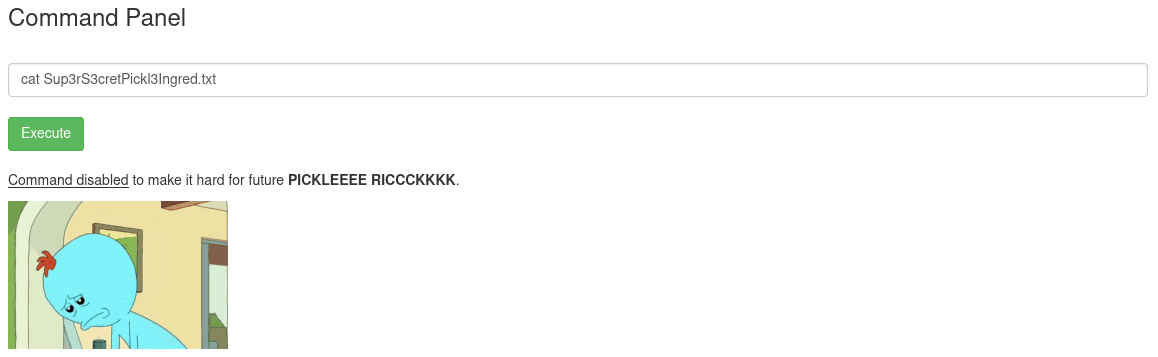 Command Panel
cat Sup3rS3cretPickl3Ingred.txt
Execute
Command disabled to make it hard for future PICKLEEEE RICCCKKKK.